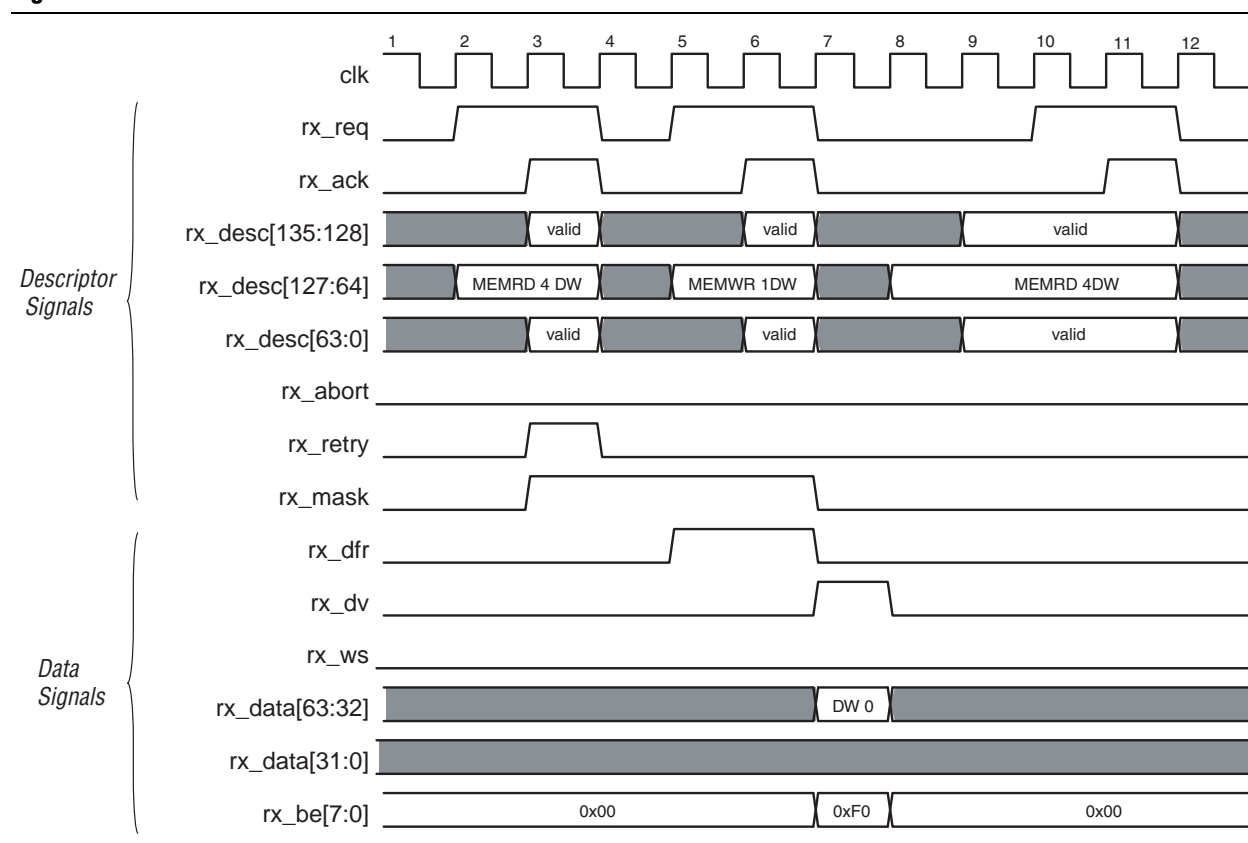 1 2 3 4 5 6 7 8 9 10 11 12
clk
rx_req
rx_ack
rx_desc[135:128] valid valid valid
Descriptor
Signals
rx_desc[127:64] MEMRD 4 DW MEMWR 1DW MEMRD 4DW
rx_desc[63:0] valid valid valid
rx_abort
rx_retry
rx_mask
rx_dfr
rx_dv
rx_ws
Data
Signals
rx_data[63:32] DW 0
rx_data[31:0]
rx_be[7:0] 0x00 0xF0 0x00